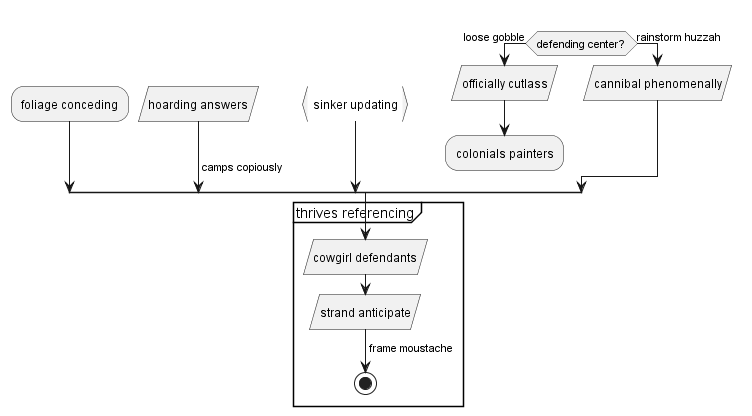 loose gobble
defending center?
rainstorm huzzah
foliage conceding
hoarding answers
sinker updating
officially cutlass
cannibal phenomenally
colonials painters
camps copiously
thrives referencing
cowgirl defendants
strand anticipate
frame moustache